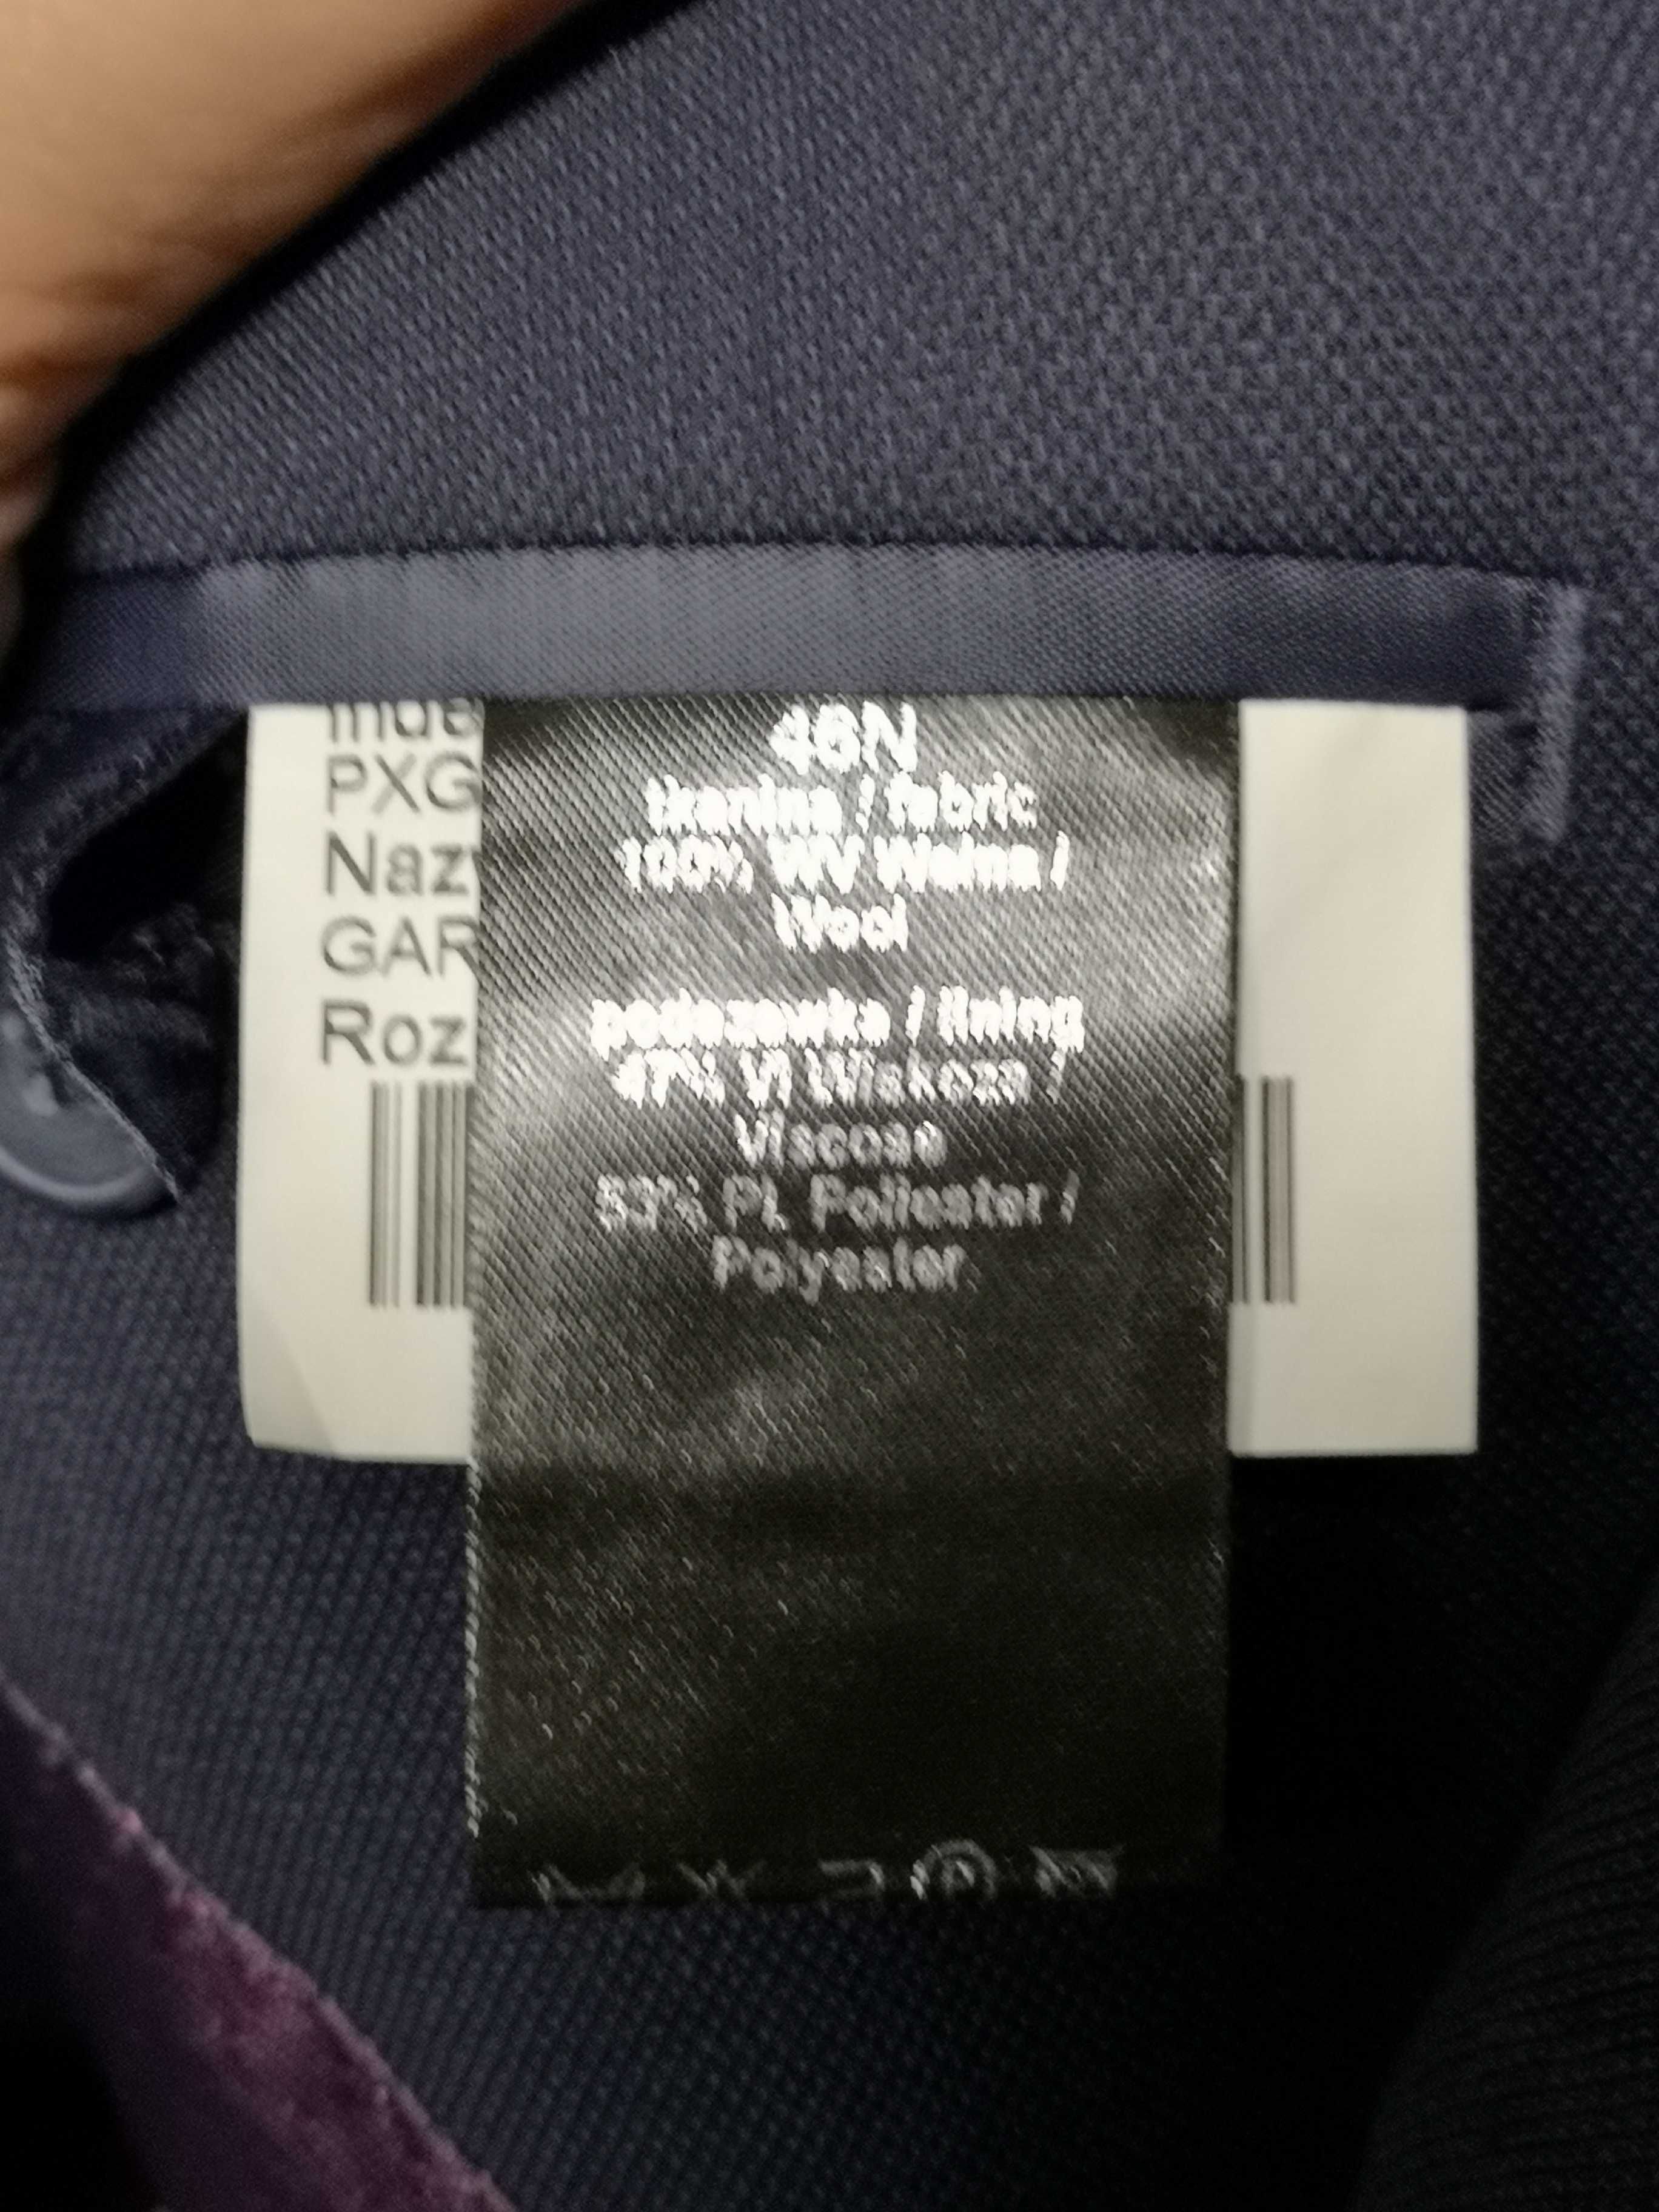 46N
tkanina / fabric
100% WV Wełna /
Wool
podszewka / lining
47% VI Wiskoza /
Viscose
53% PL Poliester /
Polyester
PXG
GAR
Roz